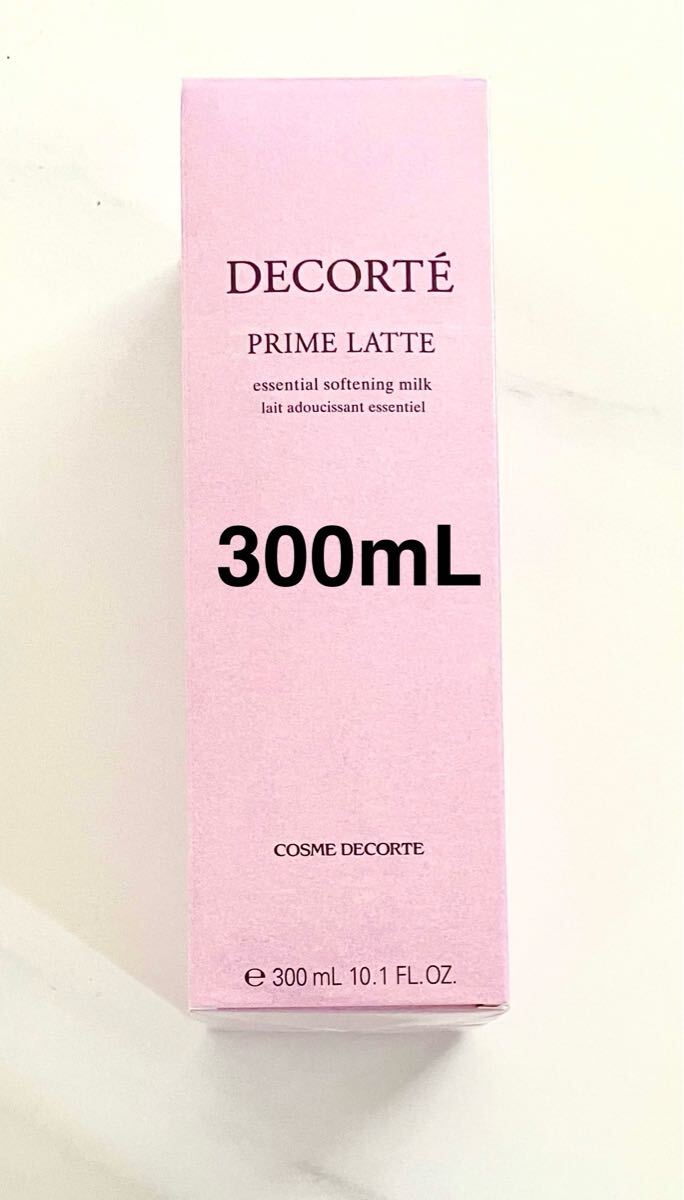 DECORTÉ
PRIME LATTE
essential softening milk
lait adoucissant essentiel
300mL
COSME DECORTE
℮ 300 mL 10.1 FL.OZ.